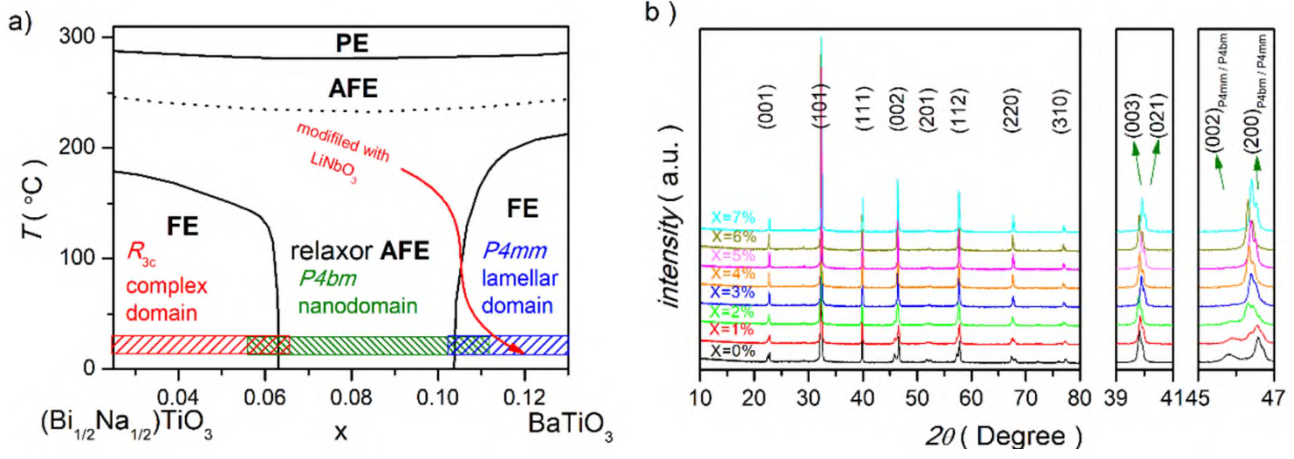 a)
300
200
100
0
T ( °C )
PE
AFE
modifiled with
LiNbO3
FE
FE
R3c
complex
domain
relaxor AFE
P4bm
nanodomain
P4mm
lamellar
domain
0.04
0.06
0.08
0.10
0.12
(Bi1/2Na1/2)TiO3
x
BaTiO3
b)
intensity ( a.u. )
(001)
(101)
(111)
(002)
(201)
(112)
(220)
(310)
(003)
(021)
(002)P4mm / P4bm
(200)P4bm / P4mm
X=7%
X=6%
X=5%
X=4%
X=3%
X=2%
X=1%
X=0%
10
20
30
40
50
60
70
80
39
41
45
47
2θ ( Degree )